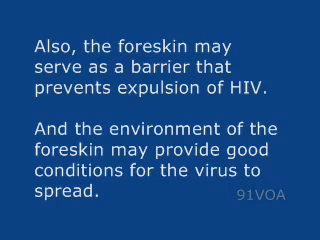 Also, the foreskin may
serve as a barrier that
prevents expulsion of HIV.
And the environment of the
foreskin may provide good
conditions for the virus to
spread.
91VOA